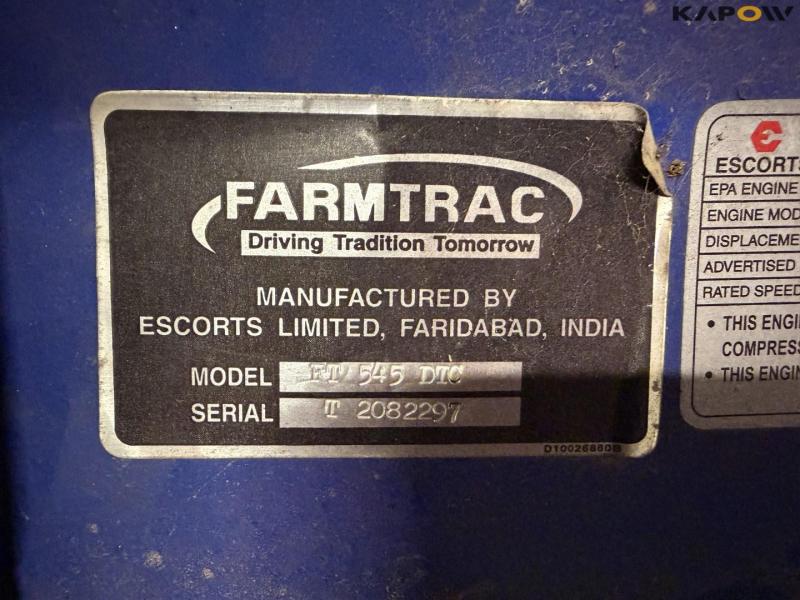 KAPOW
FARMTRAC
Driving Tradition Tomorrow
MANUFACTURED BY
ESCORTS LIMITED, FARIDABAD, INDIA
MODEL FT 545 DTC
SERIAL T 2082297
D10026880B
ESCORTS
EPA ENGINE
ENGINE MOD
DISPLACEME
ADVERTISED
RATED SPEED
• THIS ENGI
COMPRESS
• THIS ENGIN